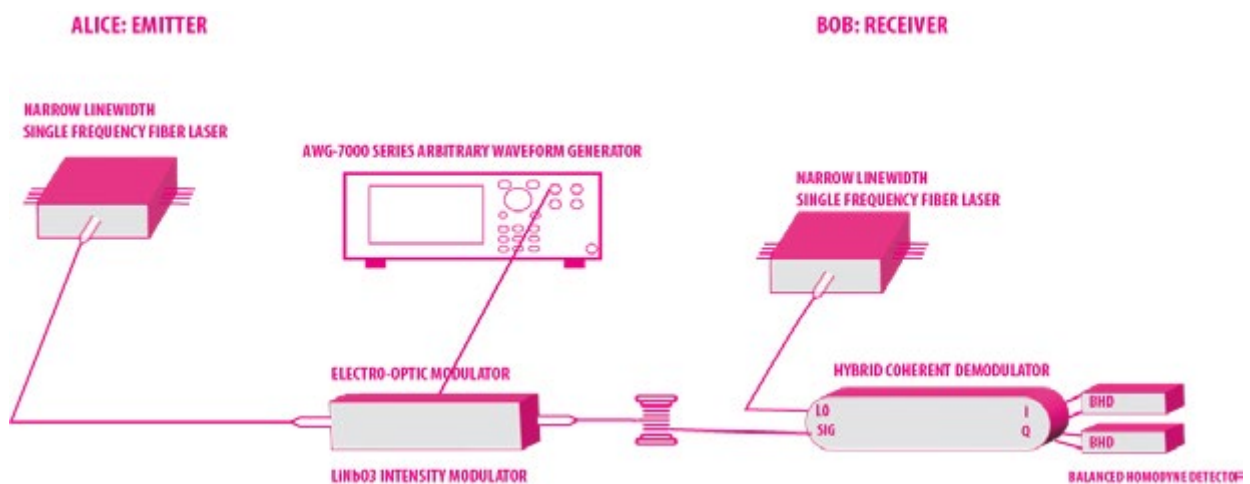 ALICE: EMITTER
BOB: RECEIVER
NARROW LINEWIDTH
SINGLE FREQUENCY FIBER LASER
AWG-7000 SERIES ARBITRARY WAVEFORM GENERATOR
NARROW LINEWIDTH
SINGLE FREQUENCY FIBER LASER
ELECTRO-OPTIC MODULATOR
HYBRID COHERENT DEMODULATOR
LO
I
BHD
SIG
Q
BHD
LiNbO3 INTENSITY MODULATOR
BALANCED HOMODYNE DETECTOR